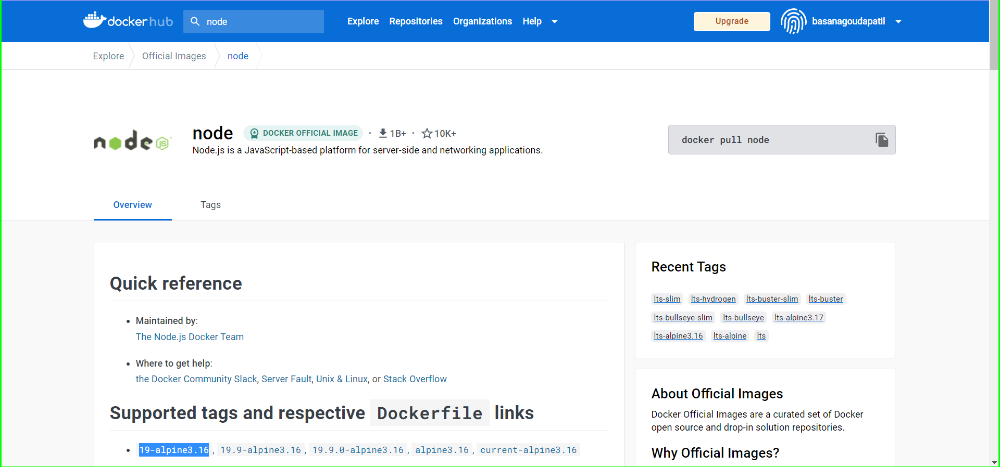 docker hub
node
Explore Repositories Organizations Help
Upgrade
basanagoudapatil
Explore Official Images node
node JS
node
DOCKER OFFICIAL IMAGE
• 1B+ • 10K+
Node.js is a JavaScript-based platform for server-side and networking applications.
docker pull node
Overview Tags
Quick reference
• Maintained by:
The Node.js Docker Team
• Where to get help:
the Docker Community Slack, Server Fault, Unix & Linux, or Stack Overflow
Supported tags and respective Dockerfile links
• 19-alpine3.16, 19.9-alpine3.16, 19.9.0-alpine3.16, alpine3.16, current-alpine3.16
Recent Tags
lts-slim lts-hydrogen lts-buster-slim lts-buster
lts-bullseye-slim lts-bullseye lts-alpine3.17
lts-alpine3.16 lts-alpine lts
About Official Images
Docker Official Images are a curated set of Docker
open source and drop-in solution repositories.
Why Official Images?